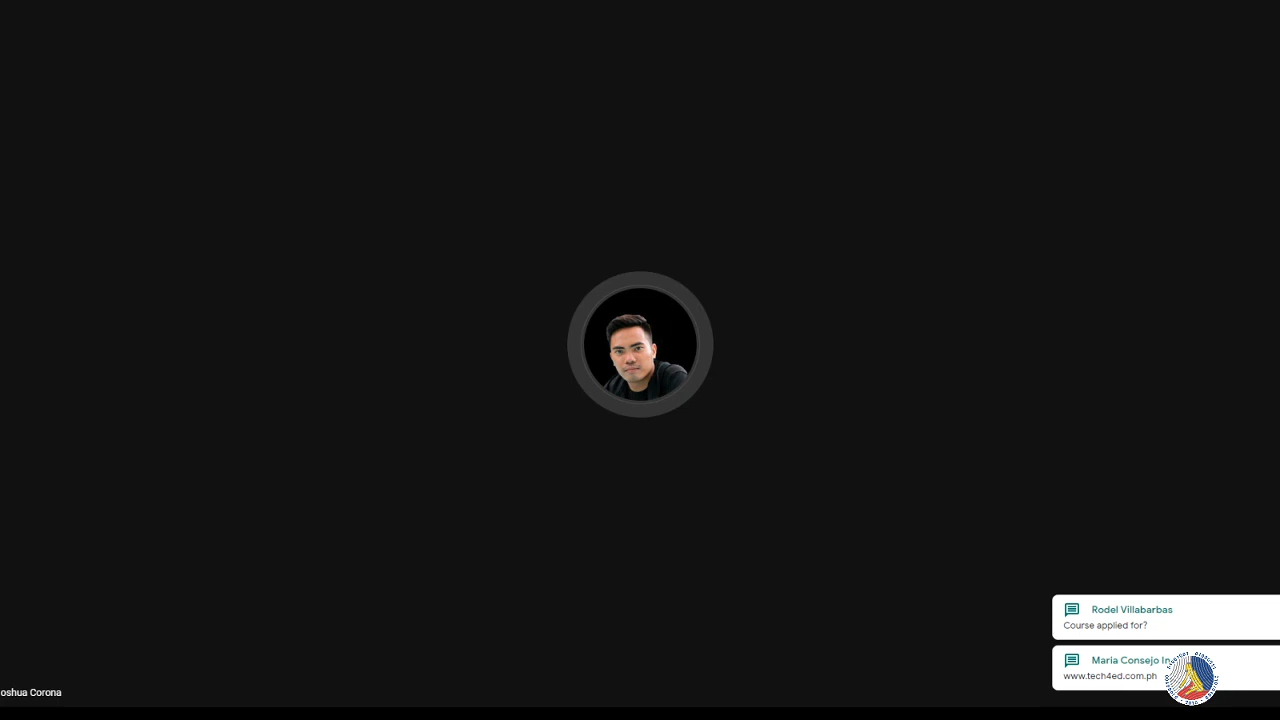 Rodel Villabarbas
Course applied for?
Maria Consejo
www.tech4ed.com.ph
oshua Corona